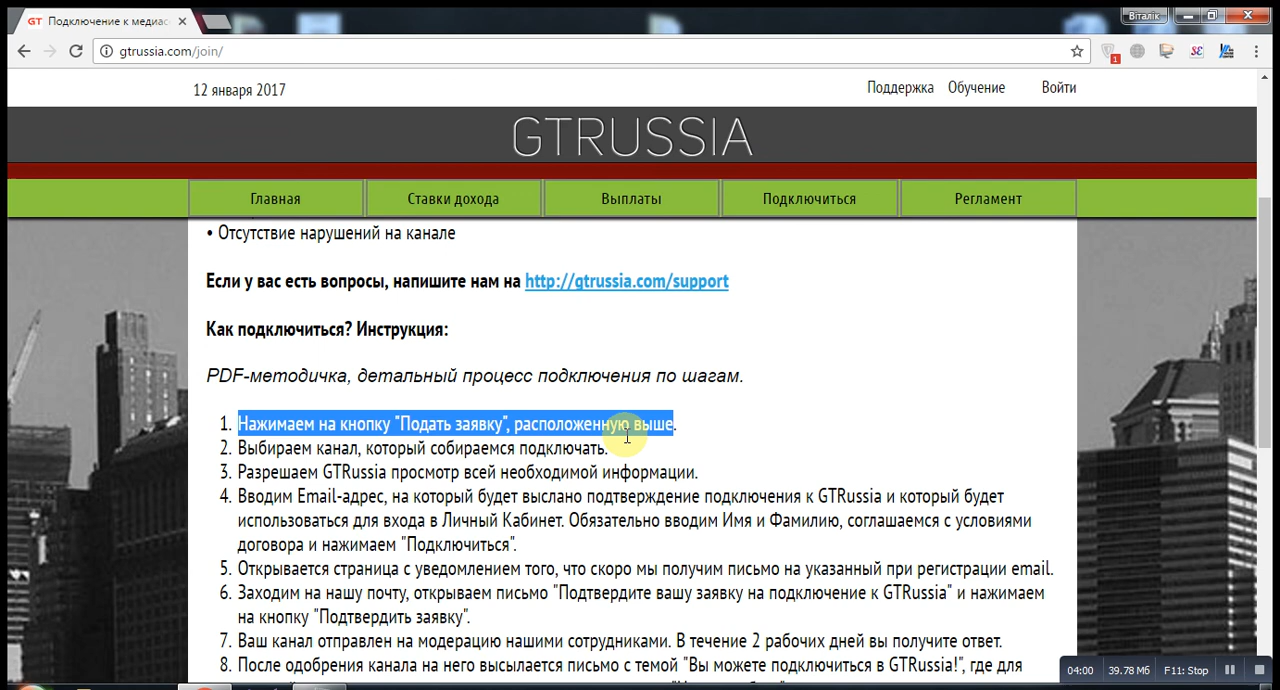 GT Подключение к медиас
Віталік
gtrussia.com/join/
1
12 января 2017
Поддержка Обучение Войти
GTRUSSIA
Главная Ставки дохода Выплаты Подключиться Регламент
• Отсутствие нарушений на канале
Если у вас есть вопросы, напишите нам на http://gtrussia.com/support
Как подключиться? Инструкция:
PDF-методичка, детальный процесс подключения по шагам.
1. Нажимаем на кнопку "Подать заявку", расположенную выше.
2. Выбираем канал, который собираемся подключать.
3. Разрешаем GTRussia просмотр всей необходимой информации.
4. Вводим Email-адрес, на который будет выслано подтверждение подключения к GTRussia и который будет
использоваться для входа в Личный Кабинет. Обязательно вводим Имя и Фамилию, соглашаемся с условиями
договора и нажимаем "Подключиться".
5. Открывается страница с уведомлением того, что скоро мы получим письмо на указанный при регистрации email.
6. Заходим на нашу почту, открываем письмо "Подтвердите вашу заявку на подключение к GTRussia" и нажимаем
на кнопку "Подтвердить заявку".
7. Ваш канал отправлен на модерацию нашими сотрудниками. В течение 2 рабочих дней вы получите ответ.
8. После одобрения канала на него высылается письмо с темой "Вы можете подключиться в GTRussia!", где для
04:00 39.78 Мб F11: Stop